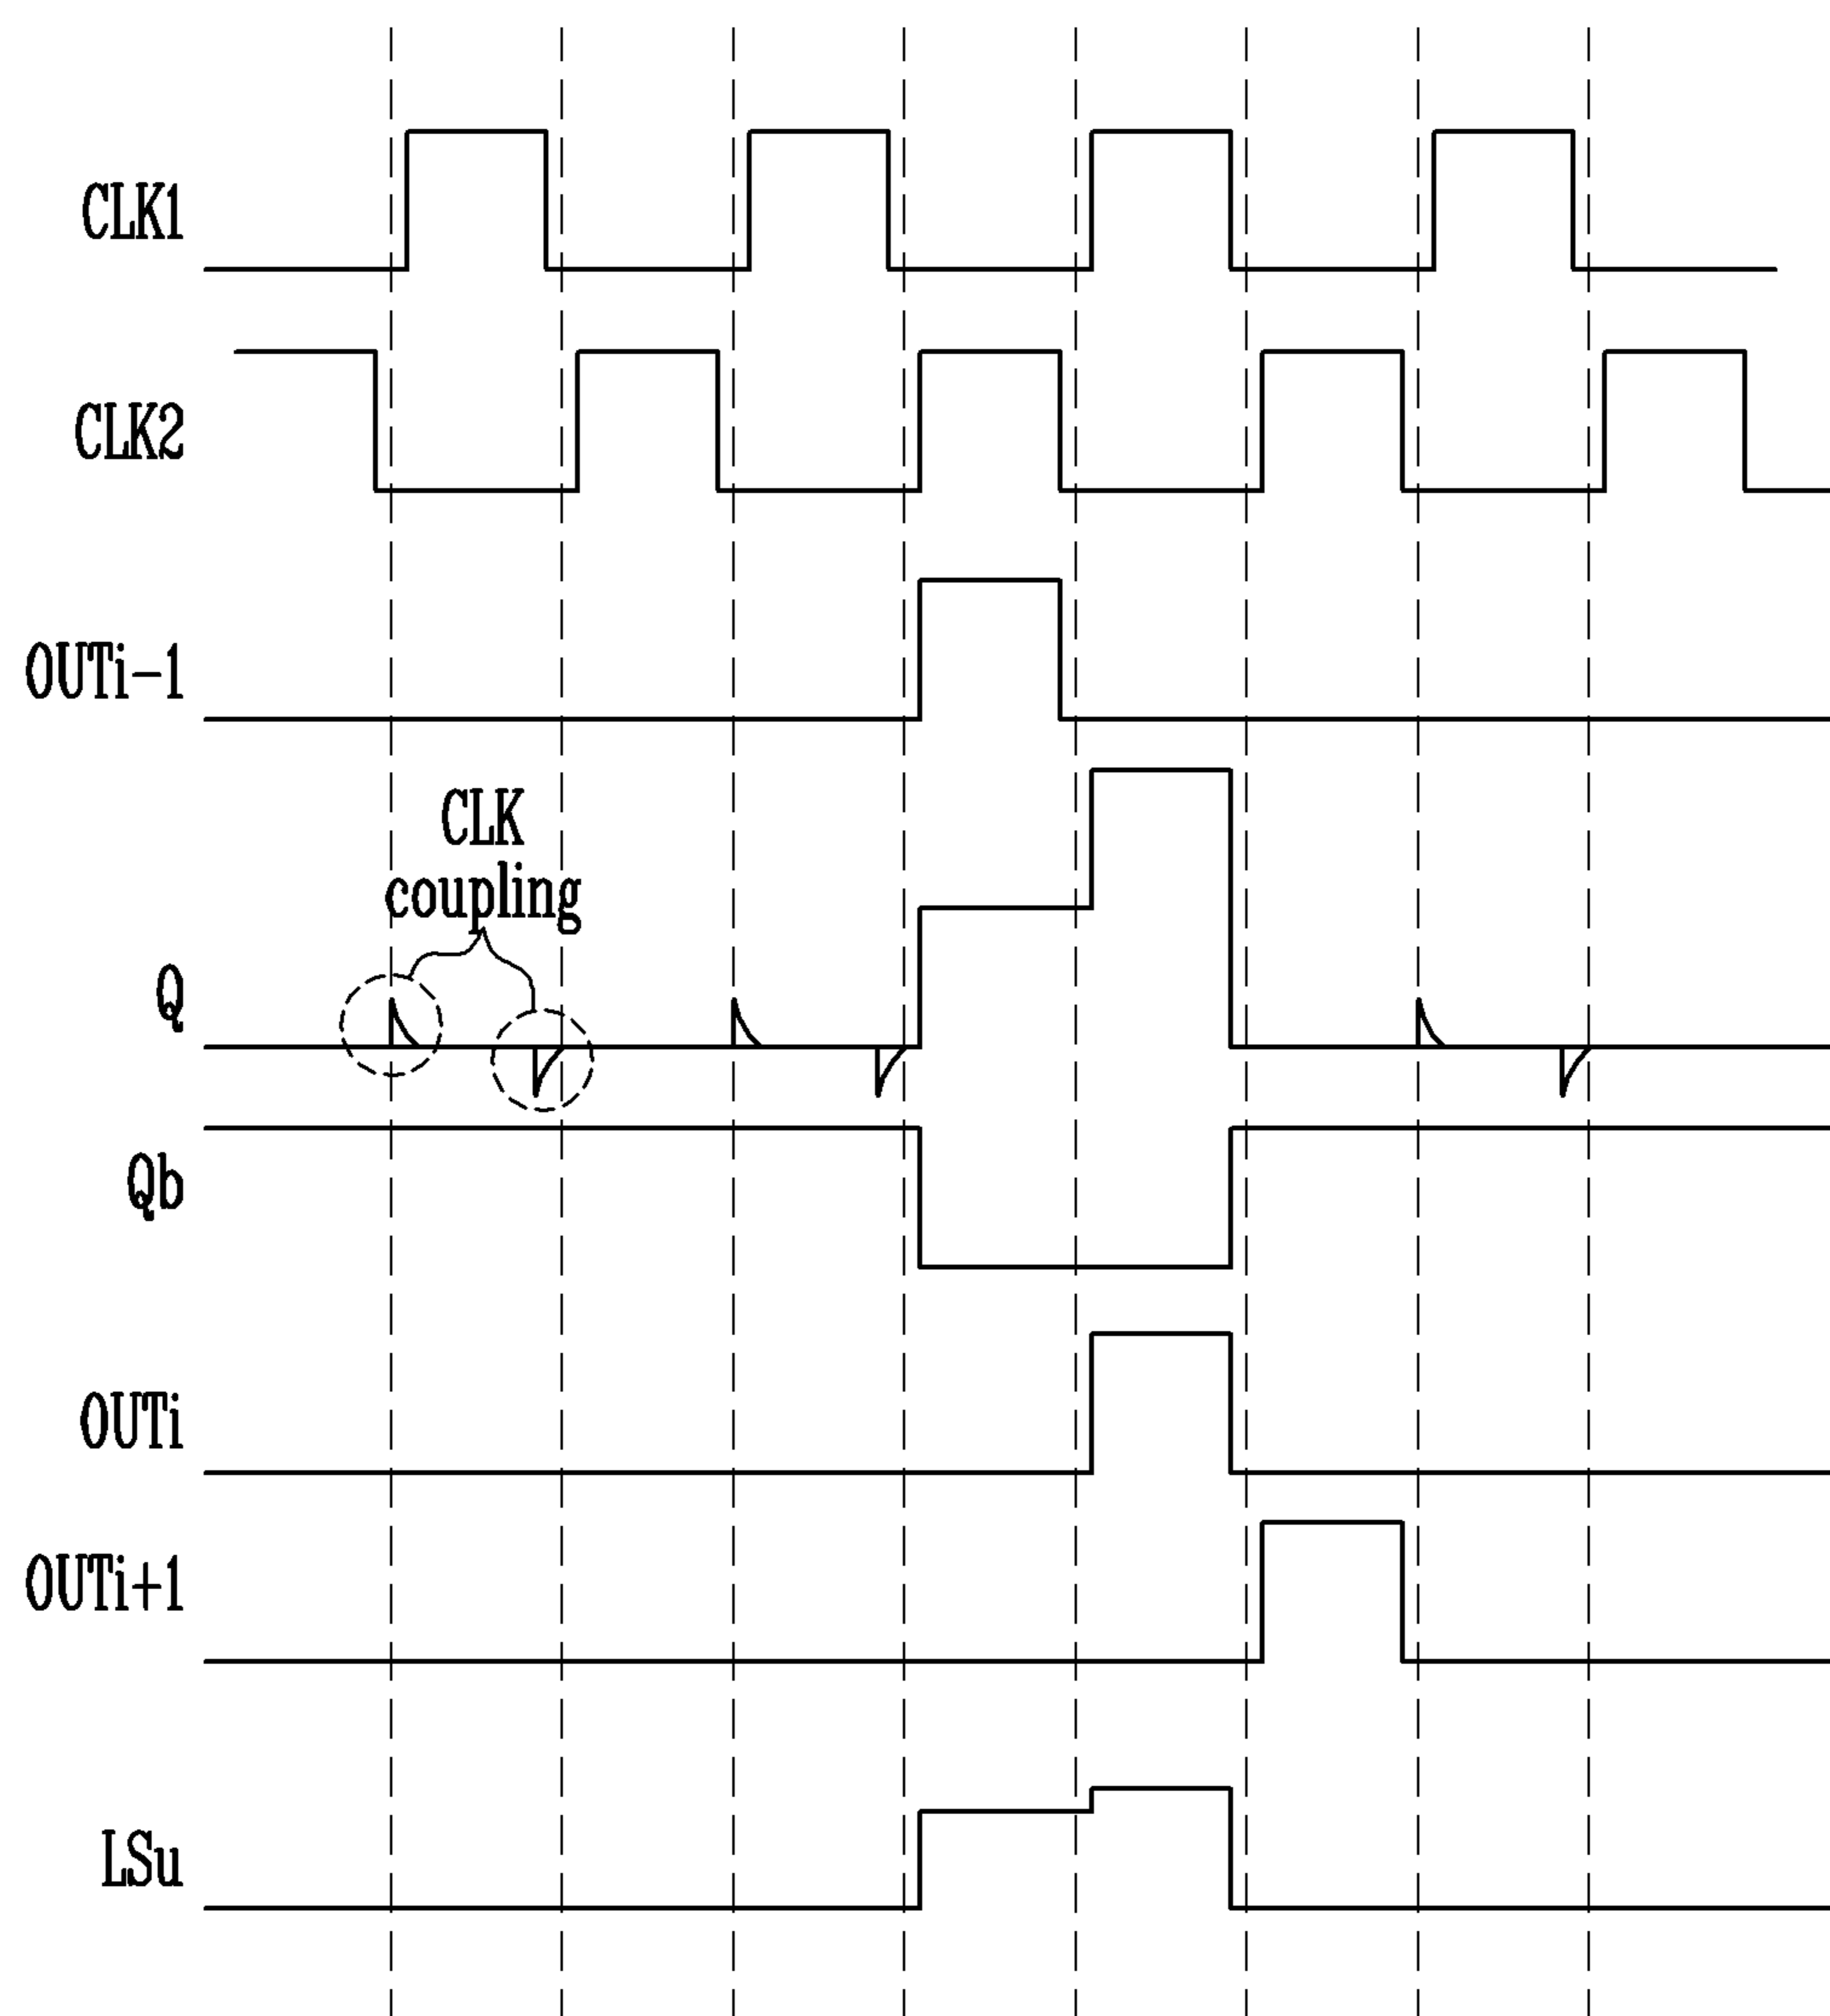 CLK1
CLK2
OUTi-1
CLK
coupling
Q
Qb
OUTi
OUTi+1
LSu